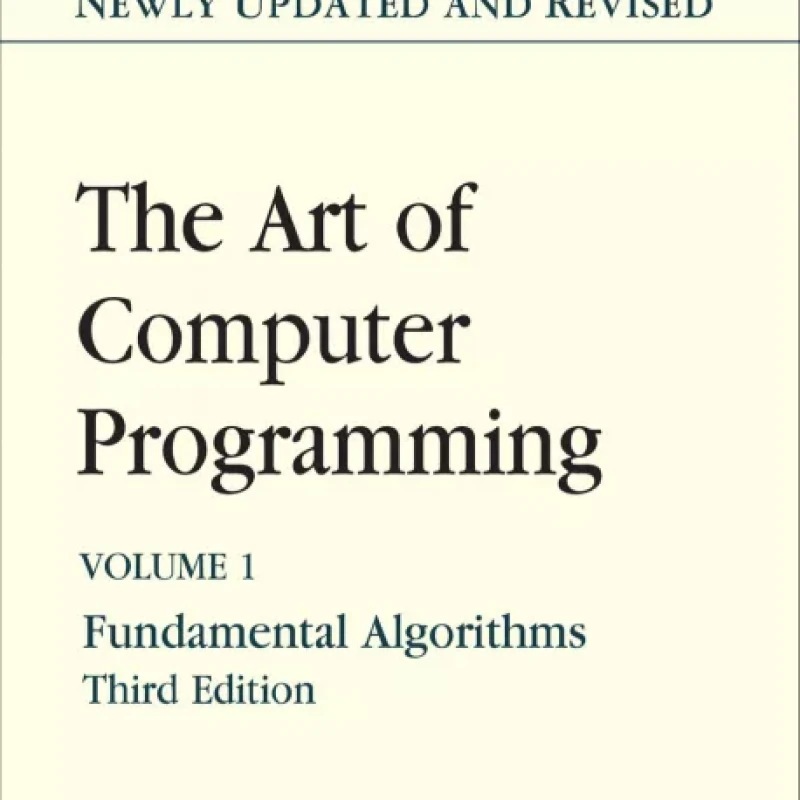 NEWLY UPDATED AND REVISED
The Art of
Computer
Programming
VOLUME 1
Fundamental Algorithms
Third Edition